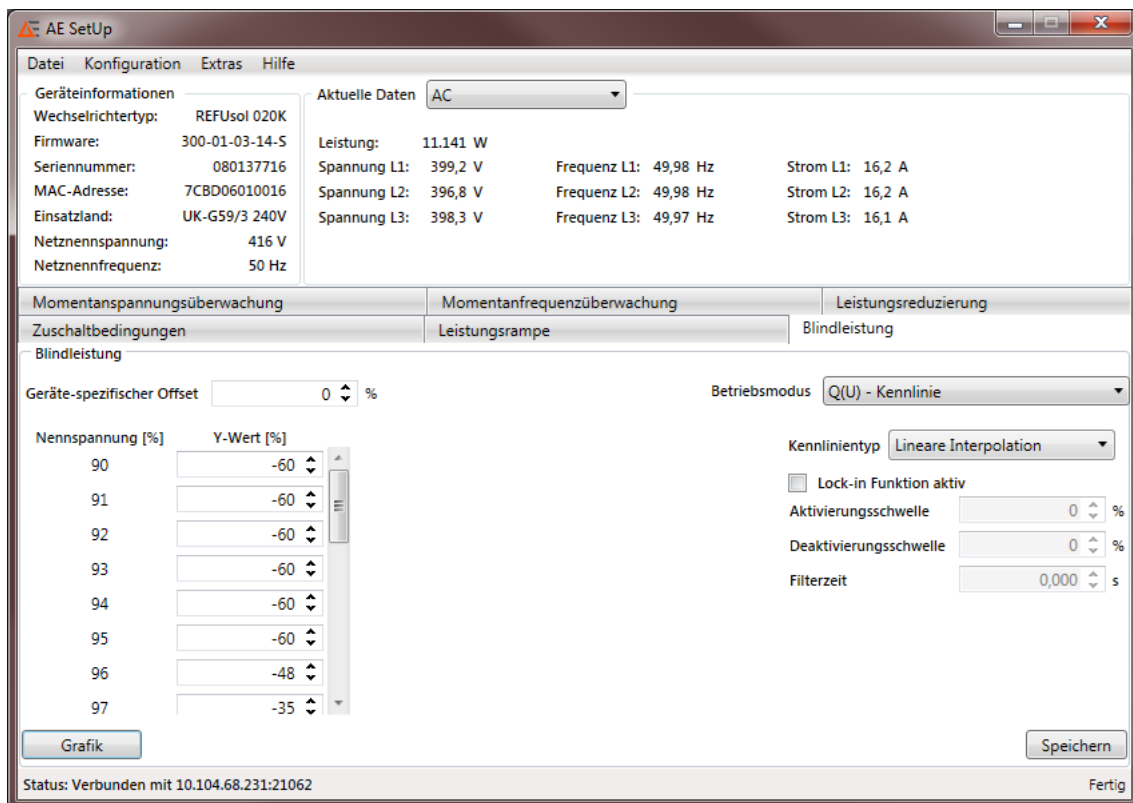 AE SetUp
Datei Konfiguration Extras Hilfe
Geräteinformationen
Wechselrichtertyp: REFUsol 020K
Firmware: 300-01-03-14-S
Seriennummer: 080137716
MAC-Adresse: 7CBD06010016
Einsatzland: UK-G59/3 240V
Netznennspannung: 416 V
Netznennfrequenz: 50 Hz
Aktuelle Daten AC
Leistung: 11.141 W
Spannung L1: 399,2 V Frequenz L1: 49,98 Hz Strom L1: 16,2 A
Spannung L2: 396,8 V Frequenz L2: 49,98 Hz Strom L2: 16,2 A
Spannung L3: 398,3 V Frequenz L3: 49,97 Hz Strom L3: 16,1 A
Momentanspannungsüberwachung Momentanfrequenzüberwachung Leistungsreduzierung
Zuschaltbedingungen Leistungsrampe Blindleistung
Blindleistung
Geräte-spezifischer Offset 0 %
Betriebsmodus Q(U) - Kennlinie
Nennspannung [%] Y-Wert [%]
90 -60
91 -60
92 -60
93 -60
94 -60
95 -60
96 -48
97 -35
Kennlinientyp Lineare Interpolation
Lock-in Funktion aktiv
Aktivierungsschwelle 0 %
Deaktivierungsschwelle 0 %
Filterzeit 0,000 s
Grafik Speichern
Status: Verbunden mit 10.104.68.231:21062 Fertig